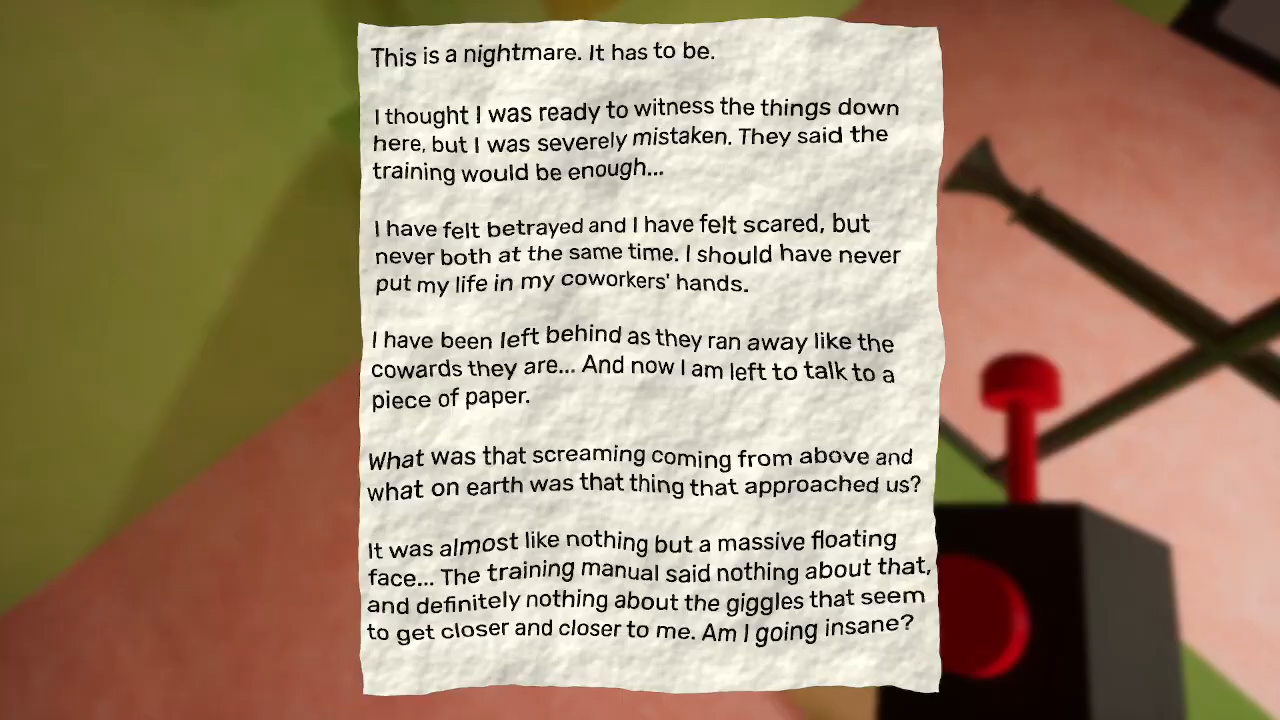 This is a nightmare. It has to be.
I thought I was ready to witness the things down
here, but I was severely mistaken. They said the
training would be enough...
I have felt betrayed and I have felt scared, but
never both at the same time. I should have never
put my life in my coworkers' hands.
I have been left behind as they ran away like the
cowards they are... And now I am left to talk to a
piece of paper.
What was that screaming coming from above and
what on earth was that thing that approached us?
It was almost like nothing but a massive floating
face... The training manual said nothing about that,
and definitely nothing about the giggles that seem
to get closer and closer to me. Am I going insane?